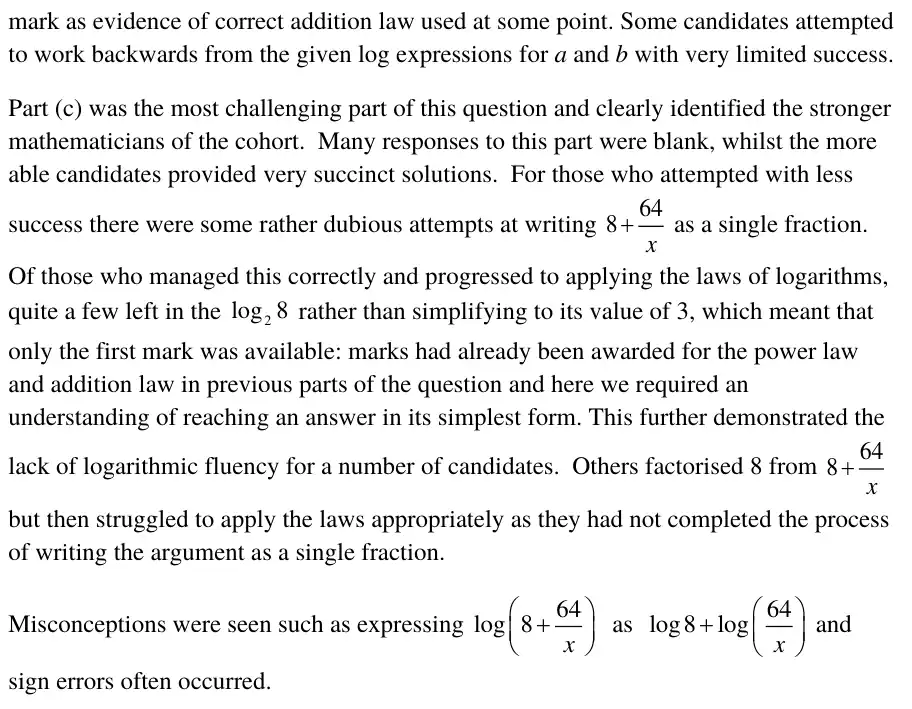 mark as evidence of correct addition law used at some point. Some candidates attempted
to work backwards from the given log expressions for a and b with very limited success.
Part (c) was the most challenging part of this question and clearly identified the stronger
mathematicians of the cohort.  Many responses to this part were blank, whilst the more
able candidates provided very succinct solutions.  For those who attempted with less
success there were some rather dubious attempts at writing 8 + 64/x as a single fraction.
Of those who managed this correctly and progressed to applying the laws of logarithms,
quite a few left in the log₂ 8 rather than simplifying to its value of 3, which meant that
only the first mark was available: marks had already been awarded for the power law
and addition law in previous parts of the question and here we required an
understanding of reaching an answer in its simplest form. This further demonstrated the
lack of logarithmic fluency for a number of candidates.  Others factorised 8 from 8 + 64/x
but then struggled to apply the laws appropriately as they had not completed the process
of writing the argument as a single fraction.
Misconceptions were seen such as expressing log(8 + 64/x) as log 8 + log(64/x) and
sign errors often occurred.